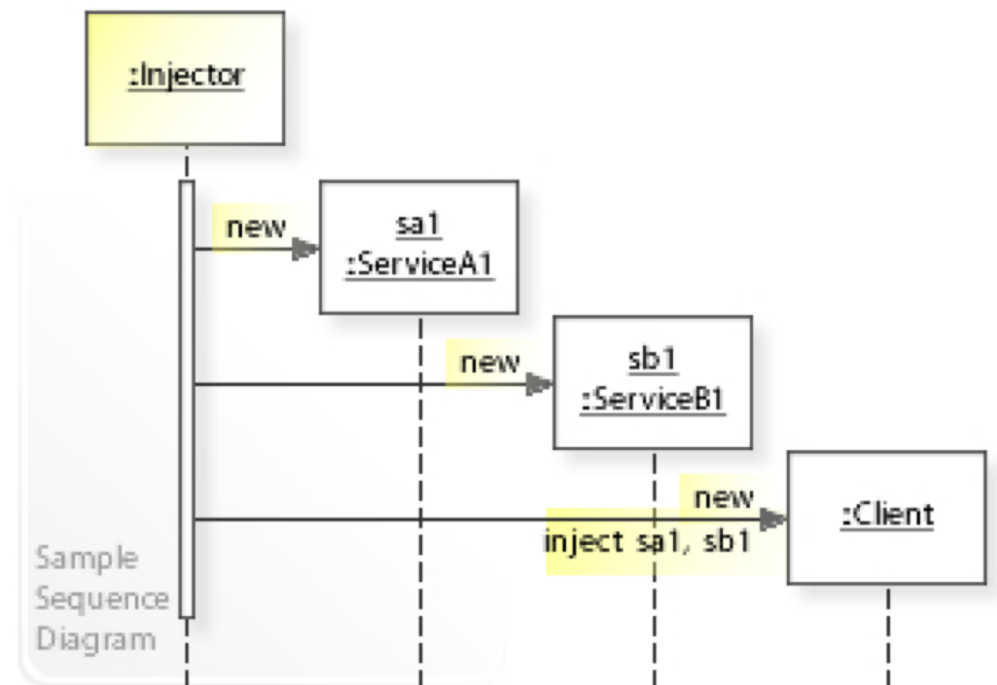 :Injector
new
sa1
:ServiceA1
new
sb1
:ServiceB1
new
:Client
inject sa1, sb1
Sample
Sequence
Diagram